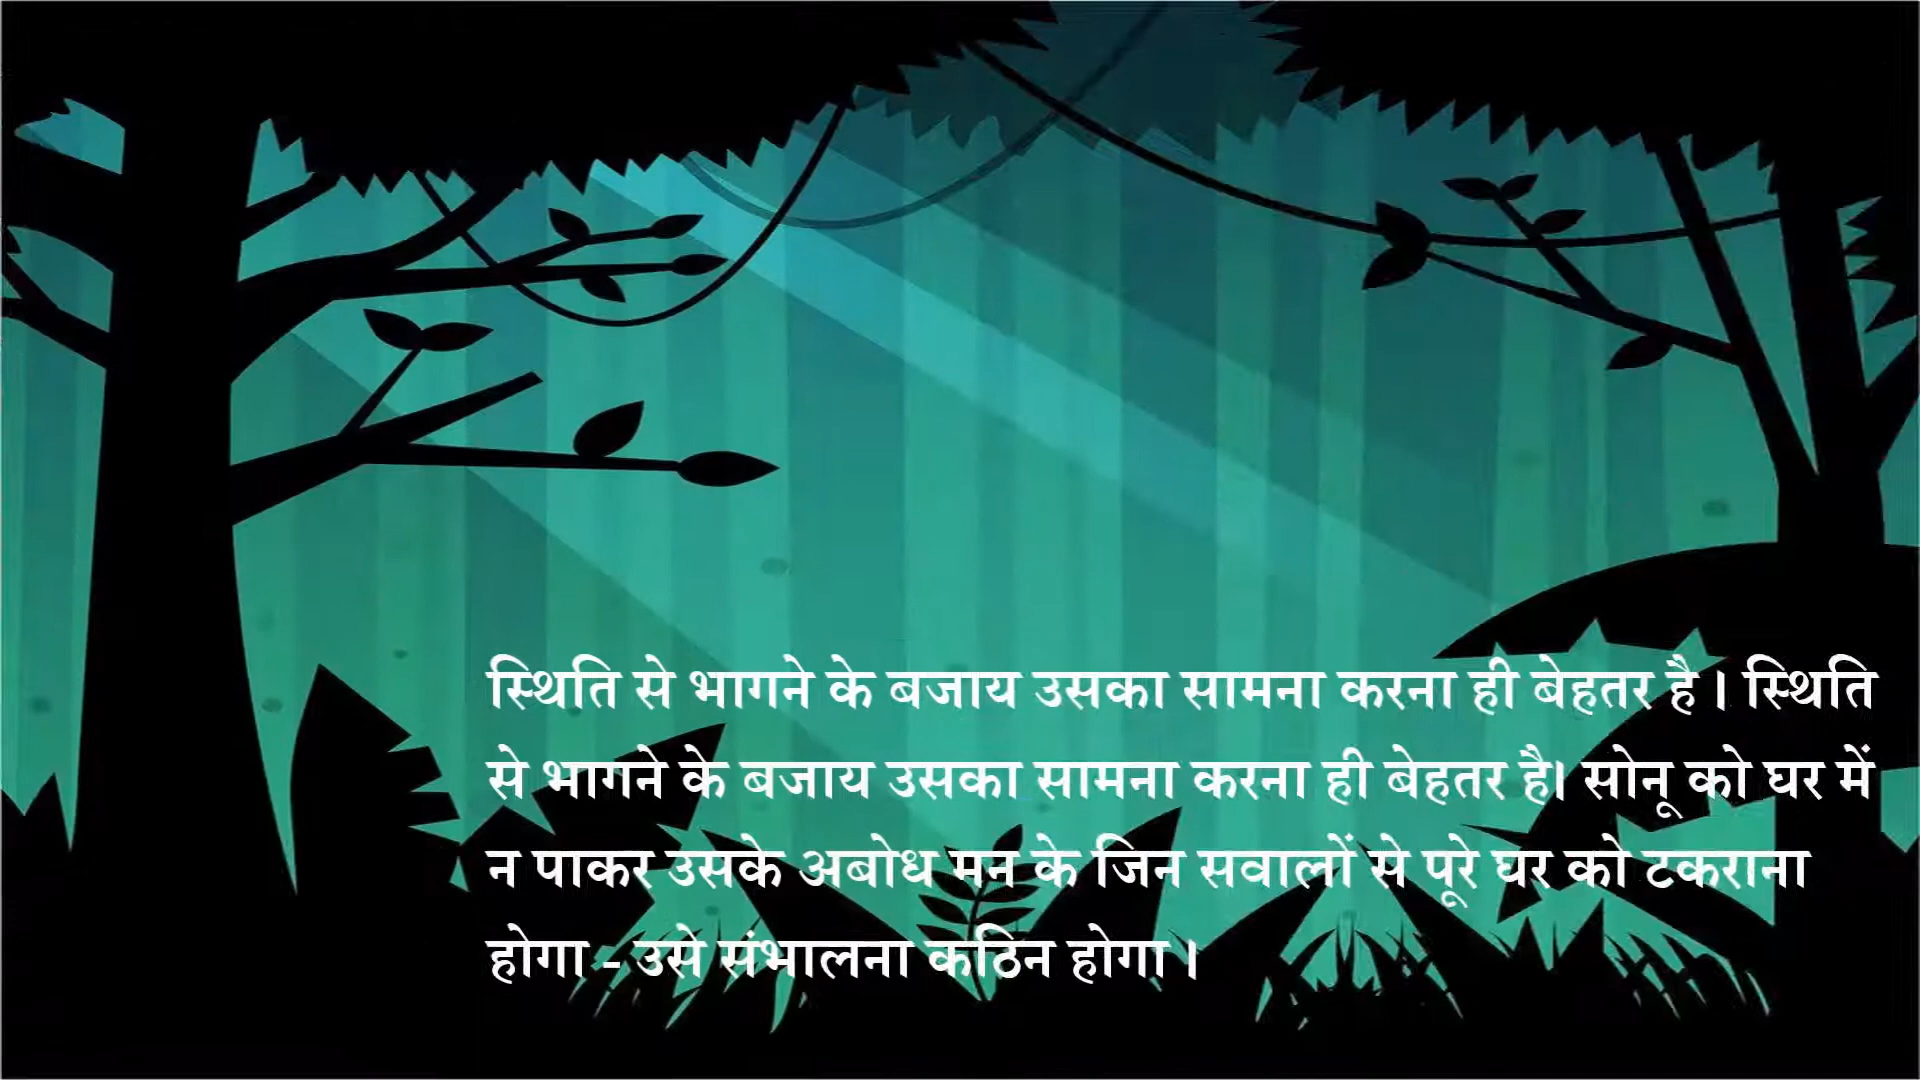 स्थिति से भागने के बजाय उसका सामना करना ही बेहतर है । स्थिति
से भागने के बजाय उसका सामना करना ही बेहतर है। सोनू को घर में
न पाकर उसके अबोध मन के जिन सवालों से पूरे घर को टकराना
होगा - उसे संभालना कठिन होगा ।